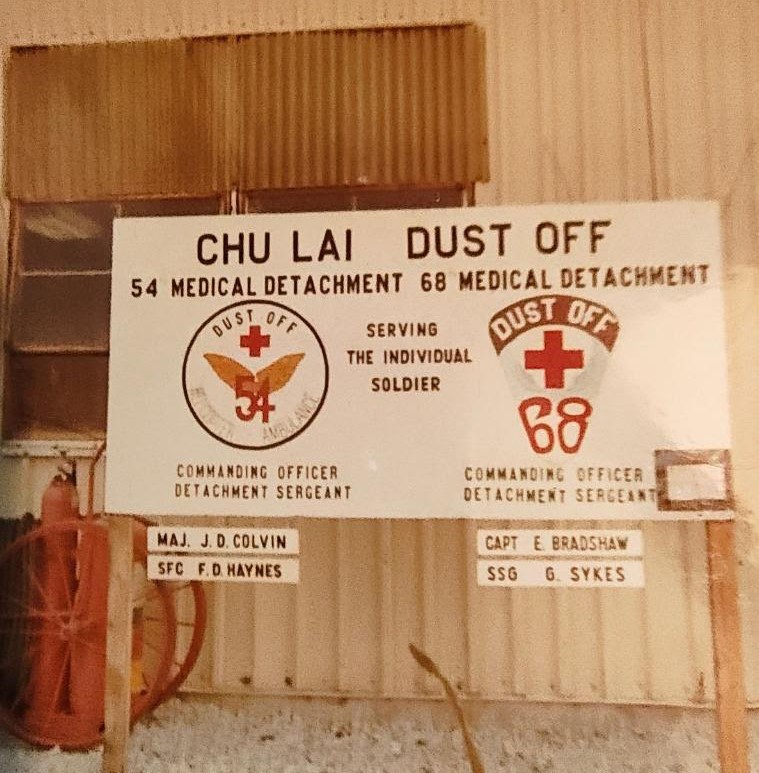 CHU LAI DUST OFF
54 MEDICAL DETACHMENT 68 MEDICAL DETACHMENT
DUST OFF
54
HELICOPTER AMBULANCE
SERVING
THE INDIVIDUAL
SOLDIER
DUST OFF
68
COMMANDING OFFICER
DETACHMENT SERGEANT
COMMANDING OFFICER
DETACHMENT SERGEANT
MAJ. J.D. COLVIN
SFC F.D. HAYNES
CAPT E. BRADSHAW
SSG G. SYKES